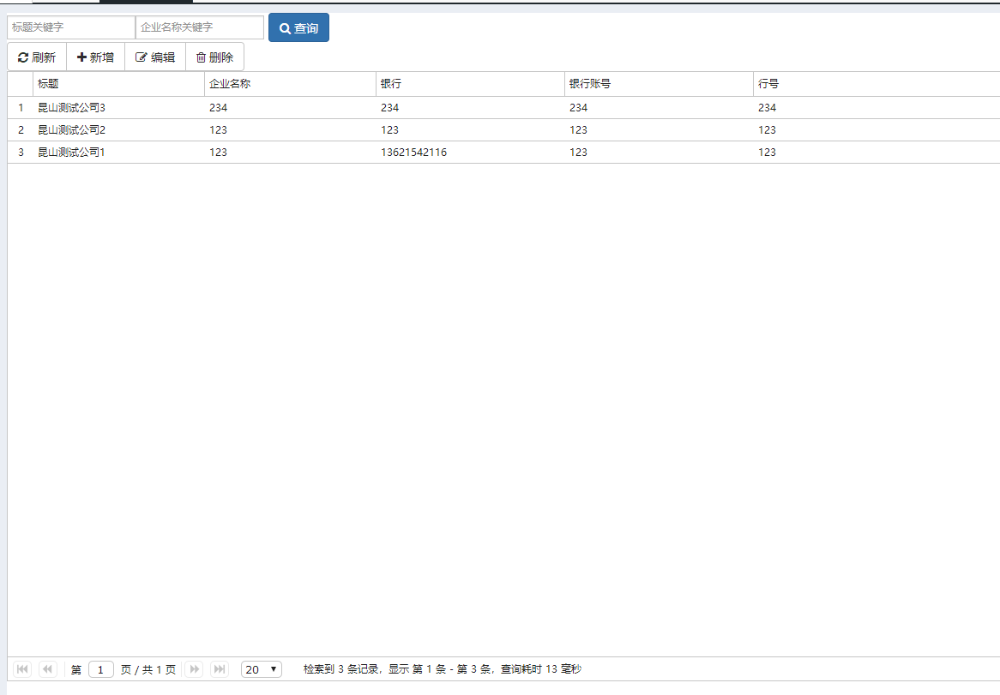 标题关键字 企业名称关键字 查询
刷新 新增 编辑 删除
标题 企业名称 银行 银行账号 行号
1 昆山测试公司3 234 234 234 234
2 昆山测试公司2 123 123 123 123
3 昆山测试公司1 123 13621542116 123 123
第 1 页 / 共 1 页 20 检索到 3 条记录，显示 第 1 条 - 第 3 条，查询耗时 13 毫秒